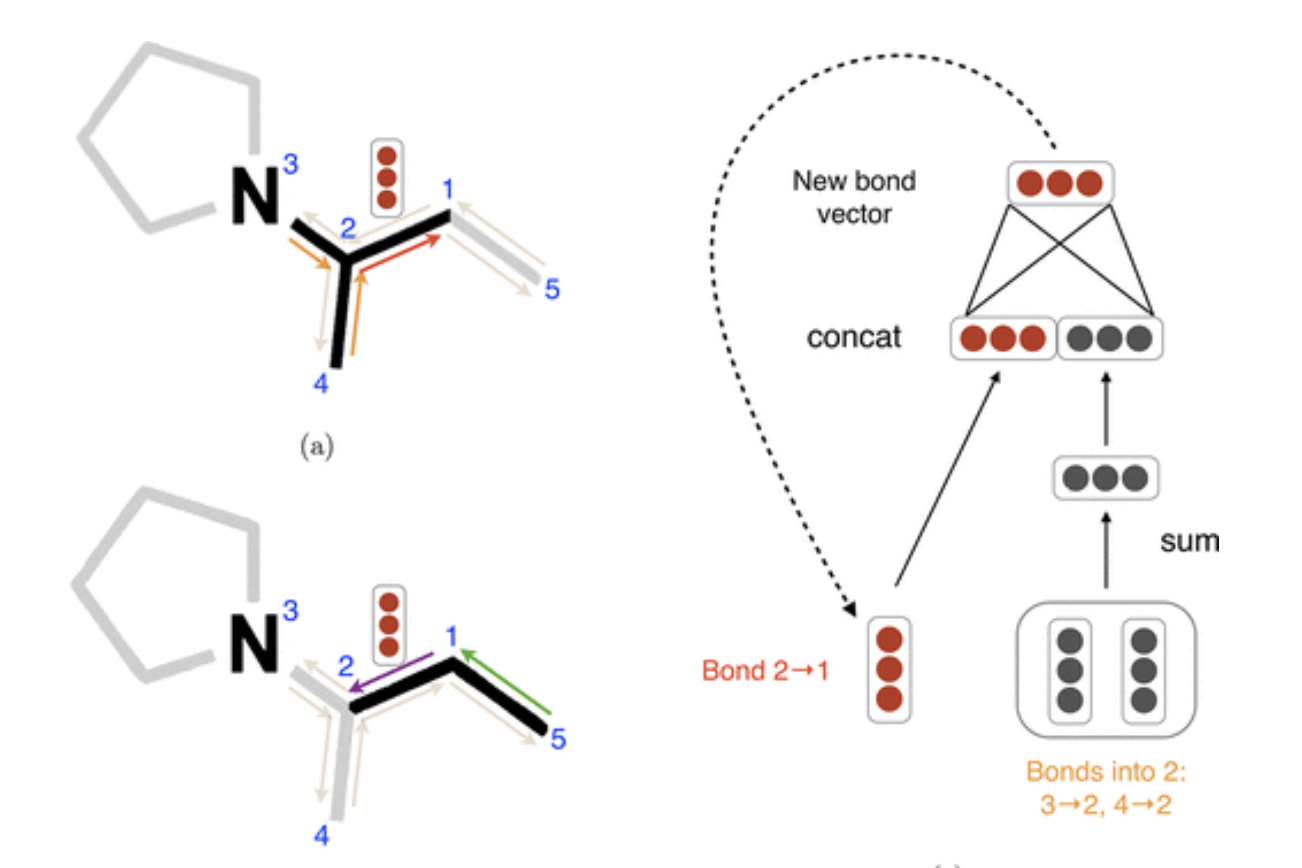 N
3
2
1
5
4
(a)
N
3
2
1
5
4
New bond
vector
concat
sum
Bond 2→1
Bonds into 2:
3→2, 4→2